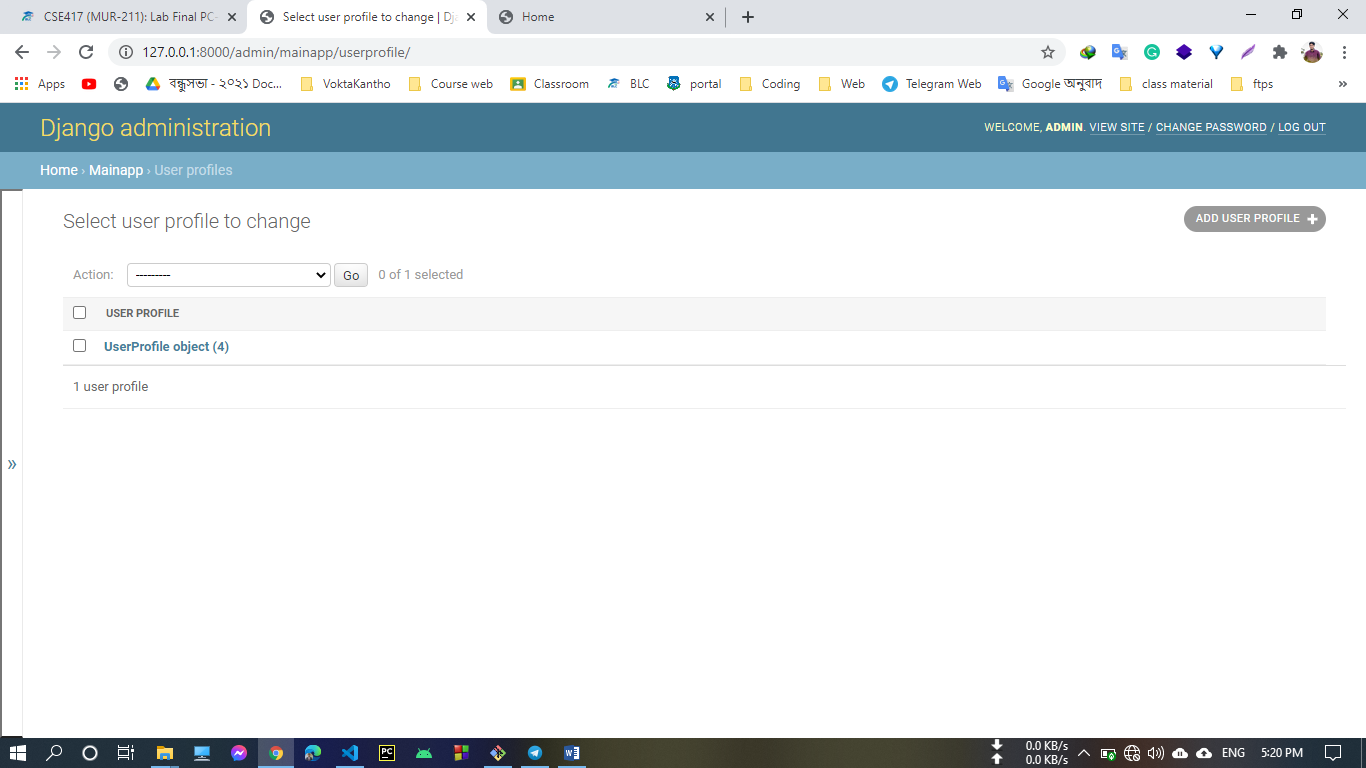 CSE417 (MUR-211): Lab Final PC-
Select user profile to change | Dja
Home
127.0.0.1:8000/admin/mainapp/userprofile/
Apps
বন্ধুসভা - ২০২১ Doc...
VoktaKantho
Course web
Classroom
BLC
portal
Coding
Web
Telegram Web
Google অনুবাদ
class material
ftps
»
Django administration
WELCOME, ADMIN. VIEW SITE / CHANGE PASSWORD / LOG OUT
Home › Mainapp › User profiles
Select user profile to change
ADD USER PROFILE +
Action: --------- Go 0 of 1 selected
USER PROFILE
UserProfile object (4)
1 user profile
»
0.0 KB/s
0.0 KB/s
ENG
5:20 PM